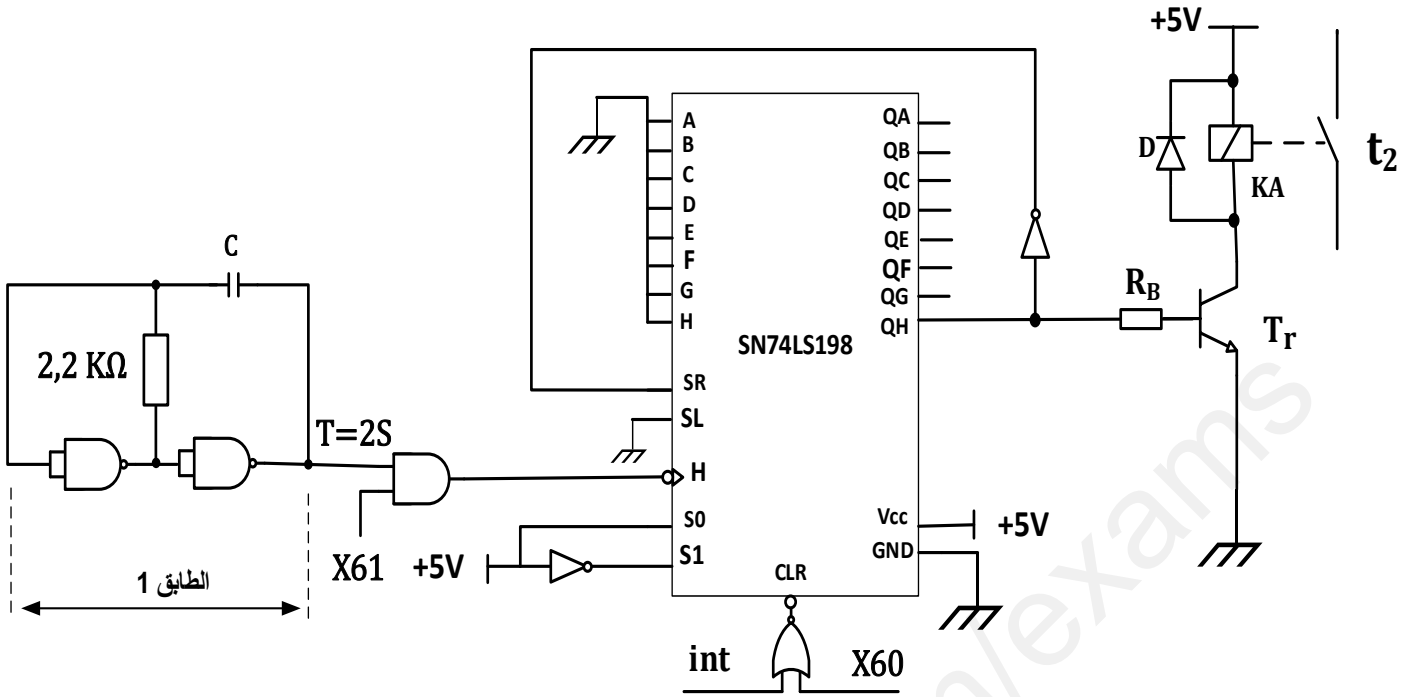 +5V
A
B
C
D
E
F
G
H
QA
QB
QC
QD
QE
QF
QG
QH
D
KA
t2
C
2,2 KΩ
RB
Tr
SN74LS198
SR
SL
T=2S
H
X61
+5V
S0
S1
Vcc
+5V
GND
CLR
الطابق 1
int
X60
m/exams